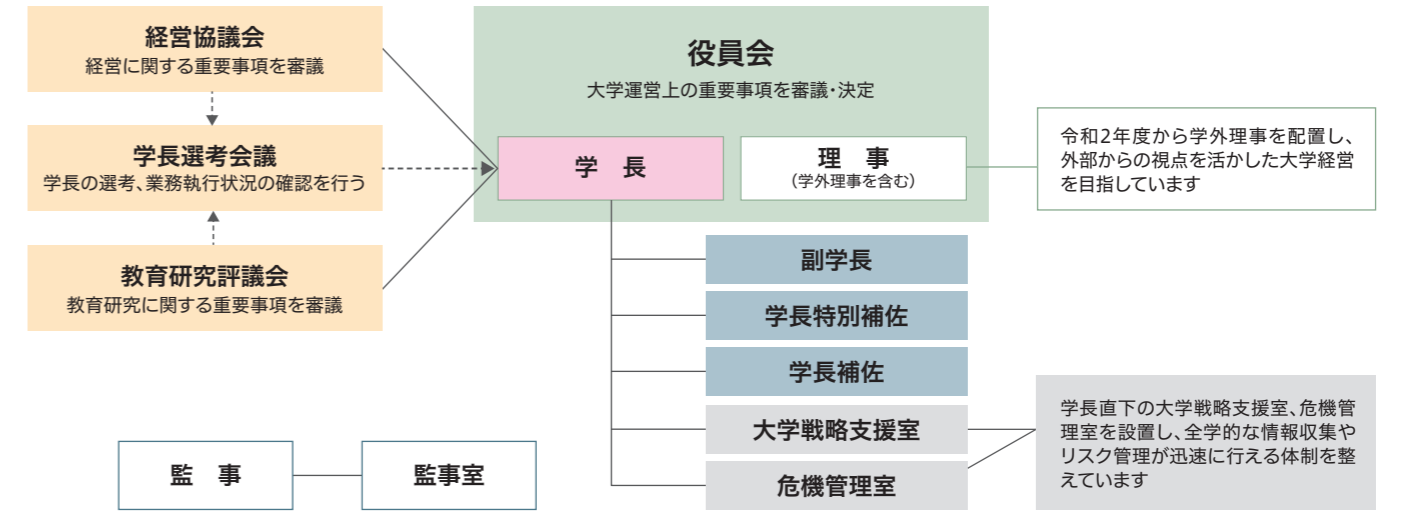 経営協議会
経営に関する重要事項を審議
学長選考会議
学長の選考、業務執行状況の確認を行う
教育研究評議会
教育研究に関する重要事項を審議
役員会
大学運営上の重要事項を審議・決定
学　長
理　事
（学外理事を含む）
令和2年度から学外理事を配置し、
外部からの視点を活かした大学経営
を目指しています
副学長
学長特別補佐
学長補佐
大学戦略支援室
危機管理室
学長直下の大学戦略支援室、危機管
理室を設置し、全学的な情報収集や
リスク管理が迅速に行える体制を整
えています
監　事
監事室